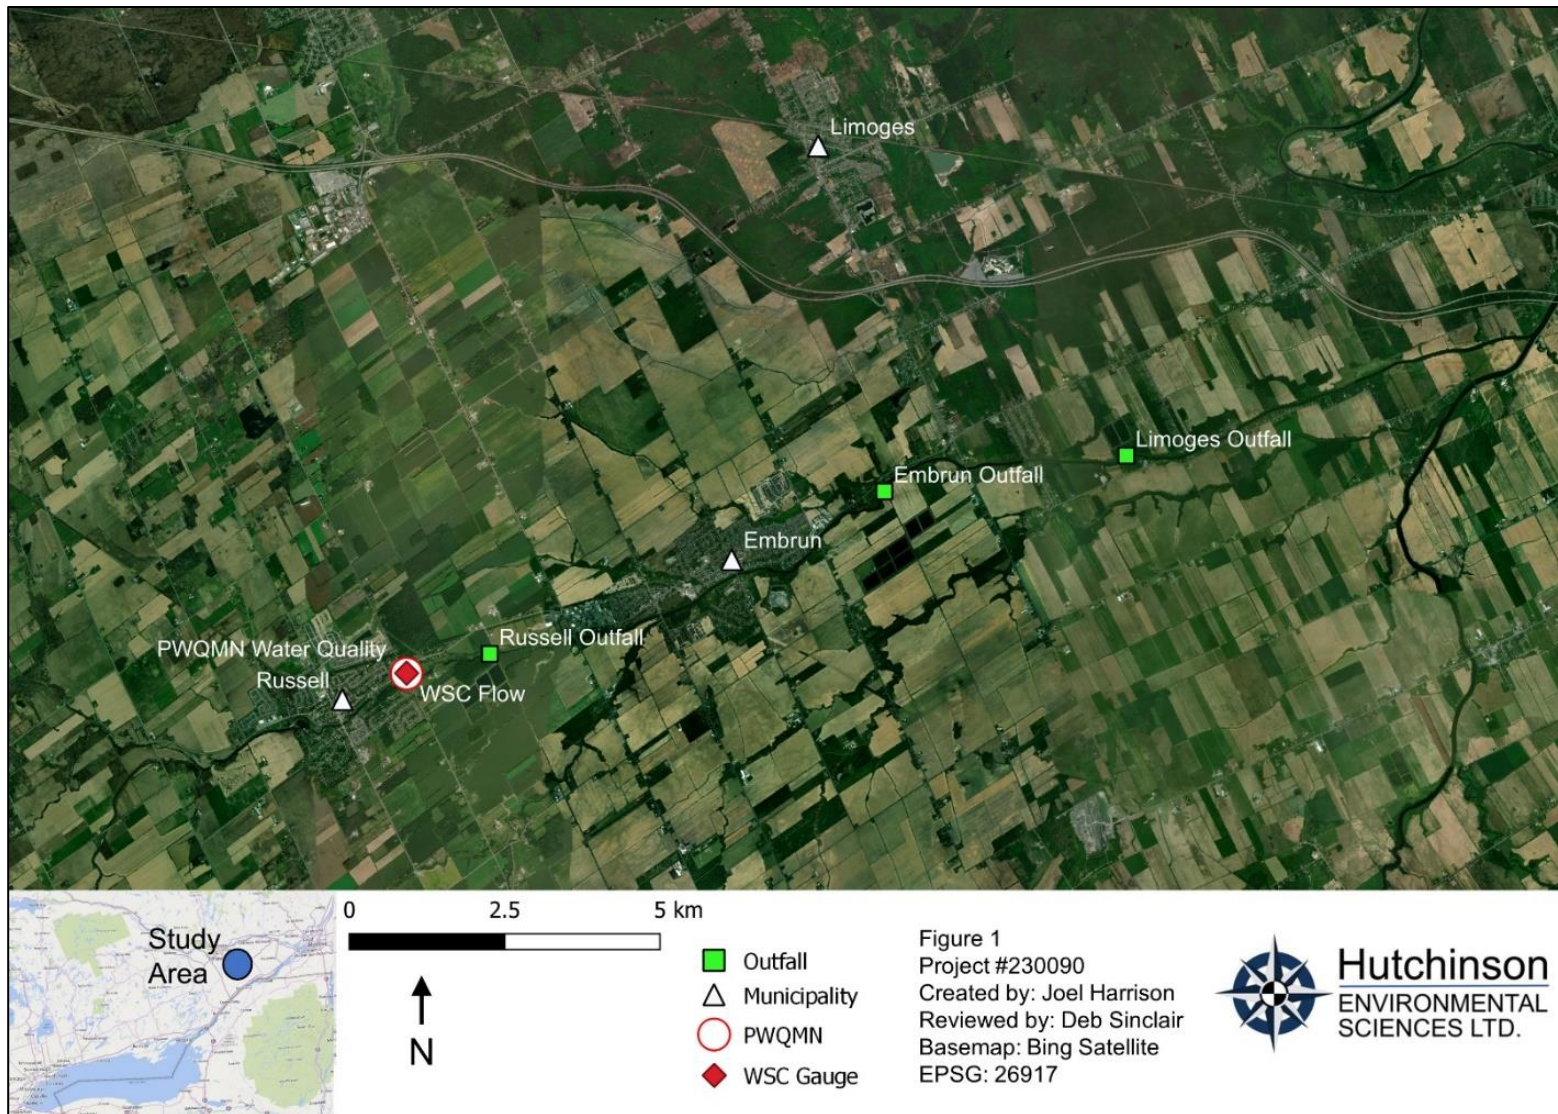 Limoges
Limoges Outfall
Embrun Outfall
Embrun
Russell Outfall
PWQMN Water Quality
Russell
WSC Flow
Study
Area
0 2.5 5 km
N
Outfall
Municipality
PWQMN
WSC Gauge
Figure 1
Project #230090
Created by: Joel Harrison
Reviewed by: Deb Sinclair
Basemap: Bing Satellite
EPSG: 26917
Hutchinson
ENVIRONMENTAL
SCIENCES LTD.